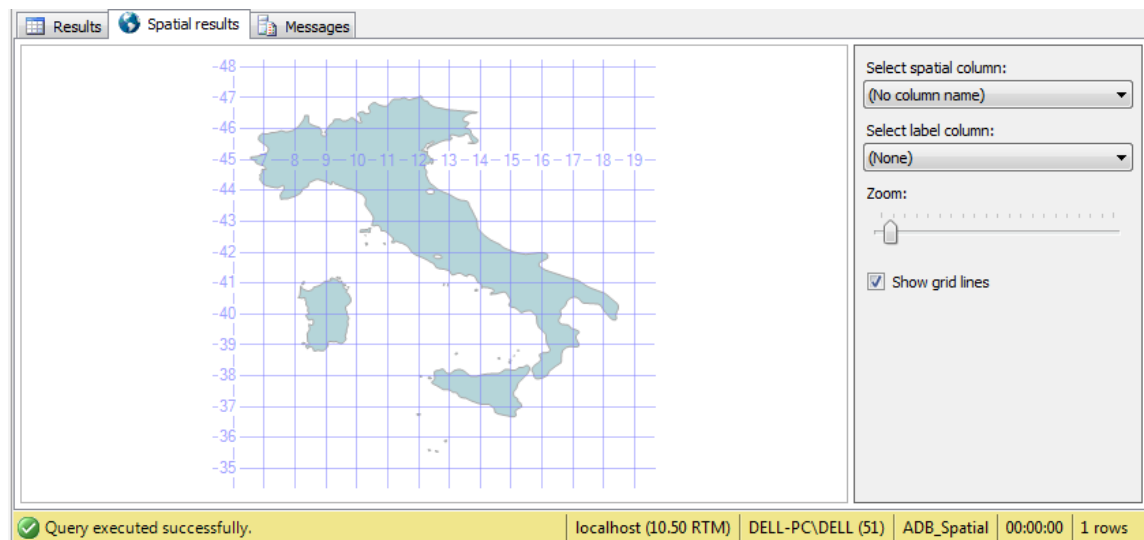 Results Spatial results Messages
-48
-47
-46
-45 7 8 9 10 11 12 13 14 15 16 17 18 19
-44
-43
-42
-41
-40
-39
-38
-37
-36
-35
Select spatial column:
(No column name)
Select label column:
(None)
Zoom:
Show grid lines
Query executed successfully. localhost (10.50 RTM) DELL-PC\DELL (51) ADB_Spatial 00:00:00 1 rows